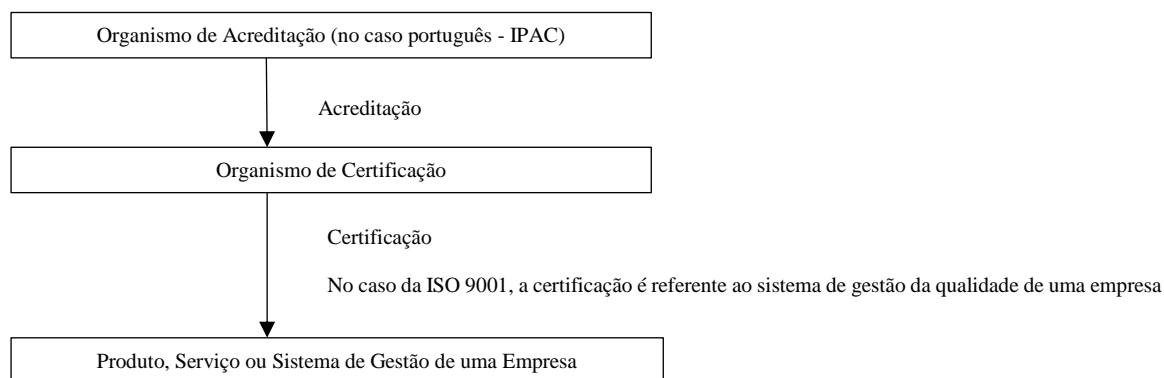 Organismo de Acreditação (no caso português - IPAC)
Acreditação
Organismo de Certificação
Certificação
No caso da ISO 9001, a certificação é referente ao sistema de gestão da qualidade de uma empresa
Produto, Serviço ou Sistema de Gestão de uma Empresa